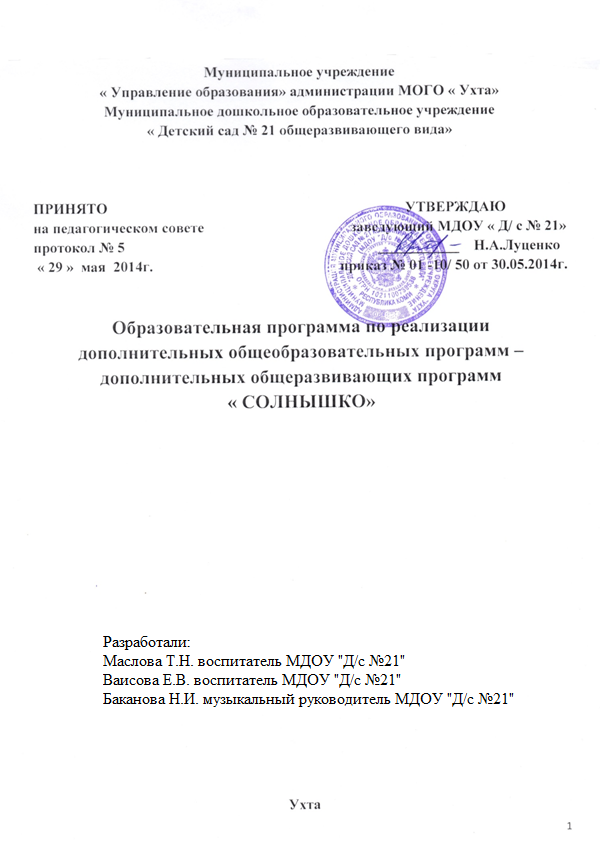 Муниципальное учреждение
« Управление образования» администрации МОГО « Ухта»
Муниципальное дошкольное образовательное учреждение
« Детский сад № 21 общеразвивающего вида»
ПРИНЯТО
на педагогическом совете
протокол № 5
« 29 » мая 2014г.
УТВЕРЖДАЮ
заведующий МДОУ « Д/ с № 21»
Н.А.Луценко
приказ № 01 -10/ 50 от 30.05.2014г.
РЕСПУБЛИКА КОМИ
Образовательная программа по реализации
дополнительных общеобразовательных программ –
дополнительных общеразвивающих программ
« СОЛНЫШКО»
Разработали:
Маслова Т.Н. воспитатель МДОУ "Д/с №21"
Ваисова Е.В. воспитатель МДОУ "Д/с №21"
Баканова Н.И. музыкальный руководитель МДОУ "Д/с №21"
Ухта
1